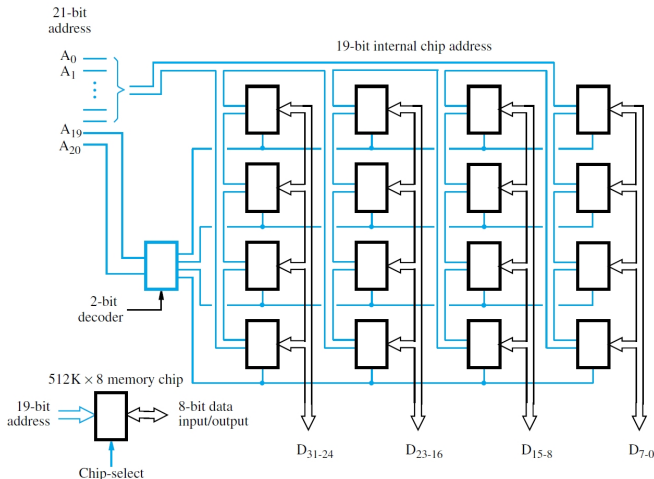 21-bit
address
19-bit internal chip address
A0
A1
A19
A20
2-bit
decoder
512K × 8 memory chip
19-bit
address
8-bit data
input/output
Chip-select
D31-24
D23-16
D15-8
D7-0